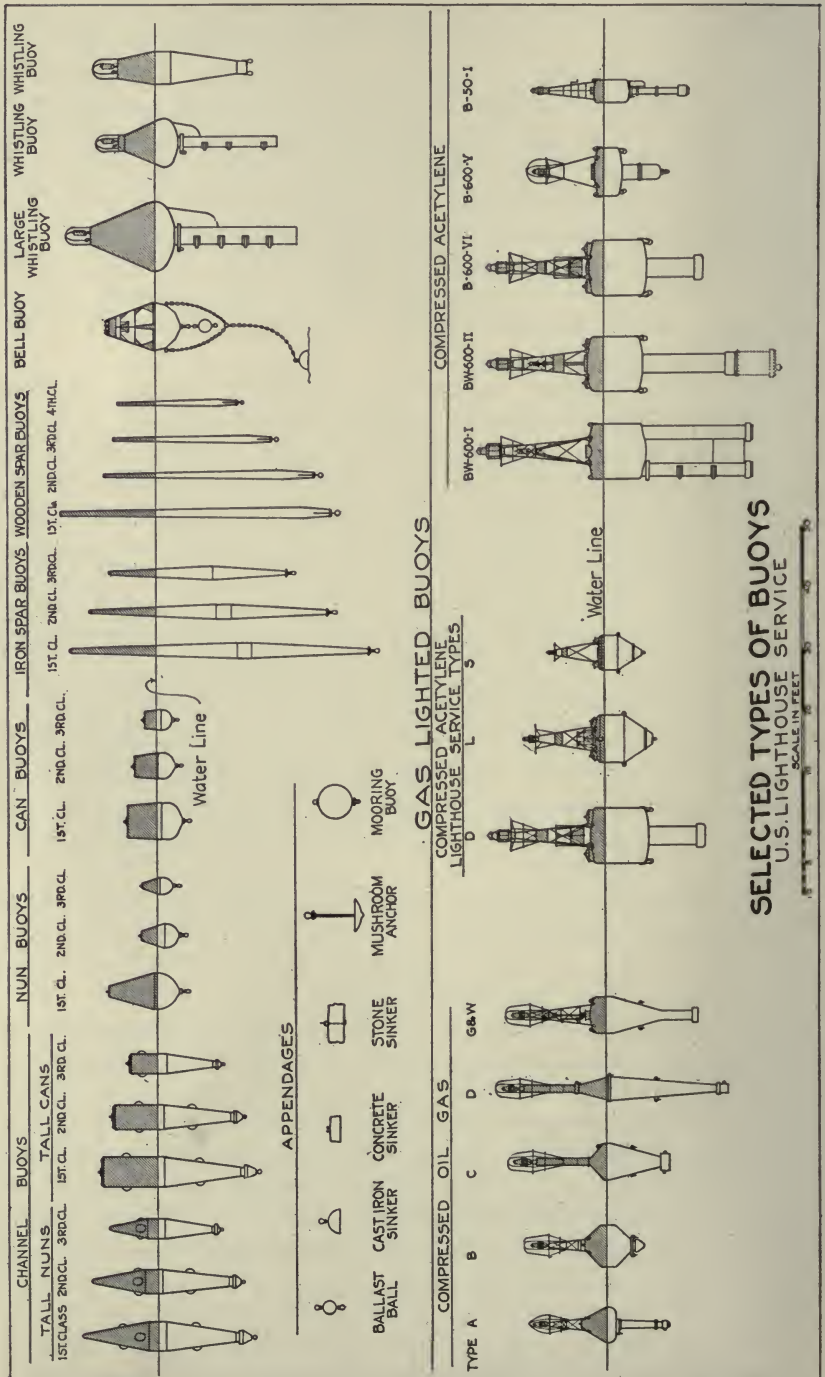 CHANNEL BUOYS
TALL NUNS
1ST. CLASS 2ND. CL. 3RD. CL.
TALL CANS
1ST. CL. 2ND. CL. 3RD. CL.
NUN BUOYS
1ST. CL. 2ND. CL. 3RD. CL.
CAN BUOYS
1ST. CL. 2ND. CL. 3RD. CL.
IRON SPAR BUOYS
1ST. CL. 2ND. CL. 3RD. CL.
WOODEN SPAR BUOYS
1ST. CL. 2ND. CL. 3RD. CL. 4TH. CL.
BELL BUOY
LARGE
WHISTLING
BUOY
WHISTLING
BUOY
WHISTLING
BUOY
Water Line
APPENDAGES
BALLAST
BALL
CAST IRON
SINKER
CONCRETE
SINKER
STONE
SINKER
MUSHROOM
ANCHOR
MOORING
BUOY
GAS LIGHTED BUOYS
COMPRESSED OIL GAS
TYPE A B C D G&W
COMPRESSED ACETYLENE
LIGHTHOUSE SERVICE TYPES
D L S
COMPRESSED ACETYLENE
BW-600-I BW-600-II B-600-VI B-600-V B-50-I
Water Line
SELECTED TYPES OF BUOYS
U.S. LIGHTHOUSE SERVICE
SCALE IN FEET